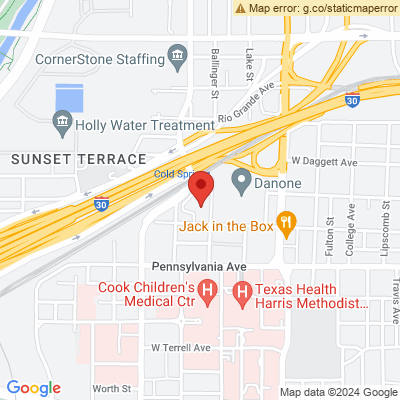 Map error: g.co/staticmaperror
CornerStone Staffing
Ballinger St
Lake St
Rio Grande Ave
30
Holly Water Treatment
SUNSET TERRACE
W Daggett Ave
Cold Spri
Danone
30
Jack in the Box
Fulton St
College Ave
Lipscomb St
Pennsylvania Ave
Cook Children's
Medical Ctr
H
H
Texas Health
Harris Methodist...
Travis Ave
W Terrell Ave
Worth St
Google
Map data ©2024 Google